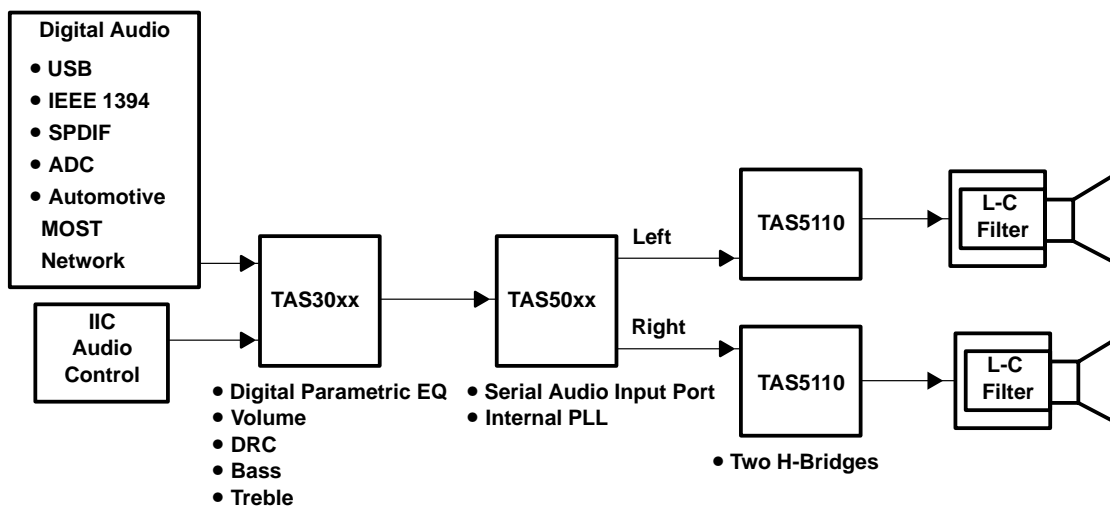 Digital Audio
• USB
• IEEE 1394
• SPDIF
• ADC
• Automotive
MOST
Network
IIC
Audio
Control
TAS30xx
• Digital Parametric EQ
• Volume
• DRC
• Bass
• Treble
TAS50xx
• Serial Audio Input Port
• Internal PLL
Left
Right
TAS5110
L-C
Filter
TAS5110
• Two H-Bridges
L-C
Filter